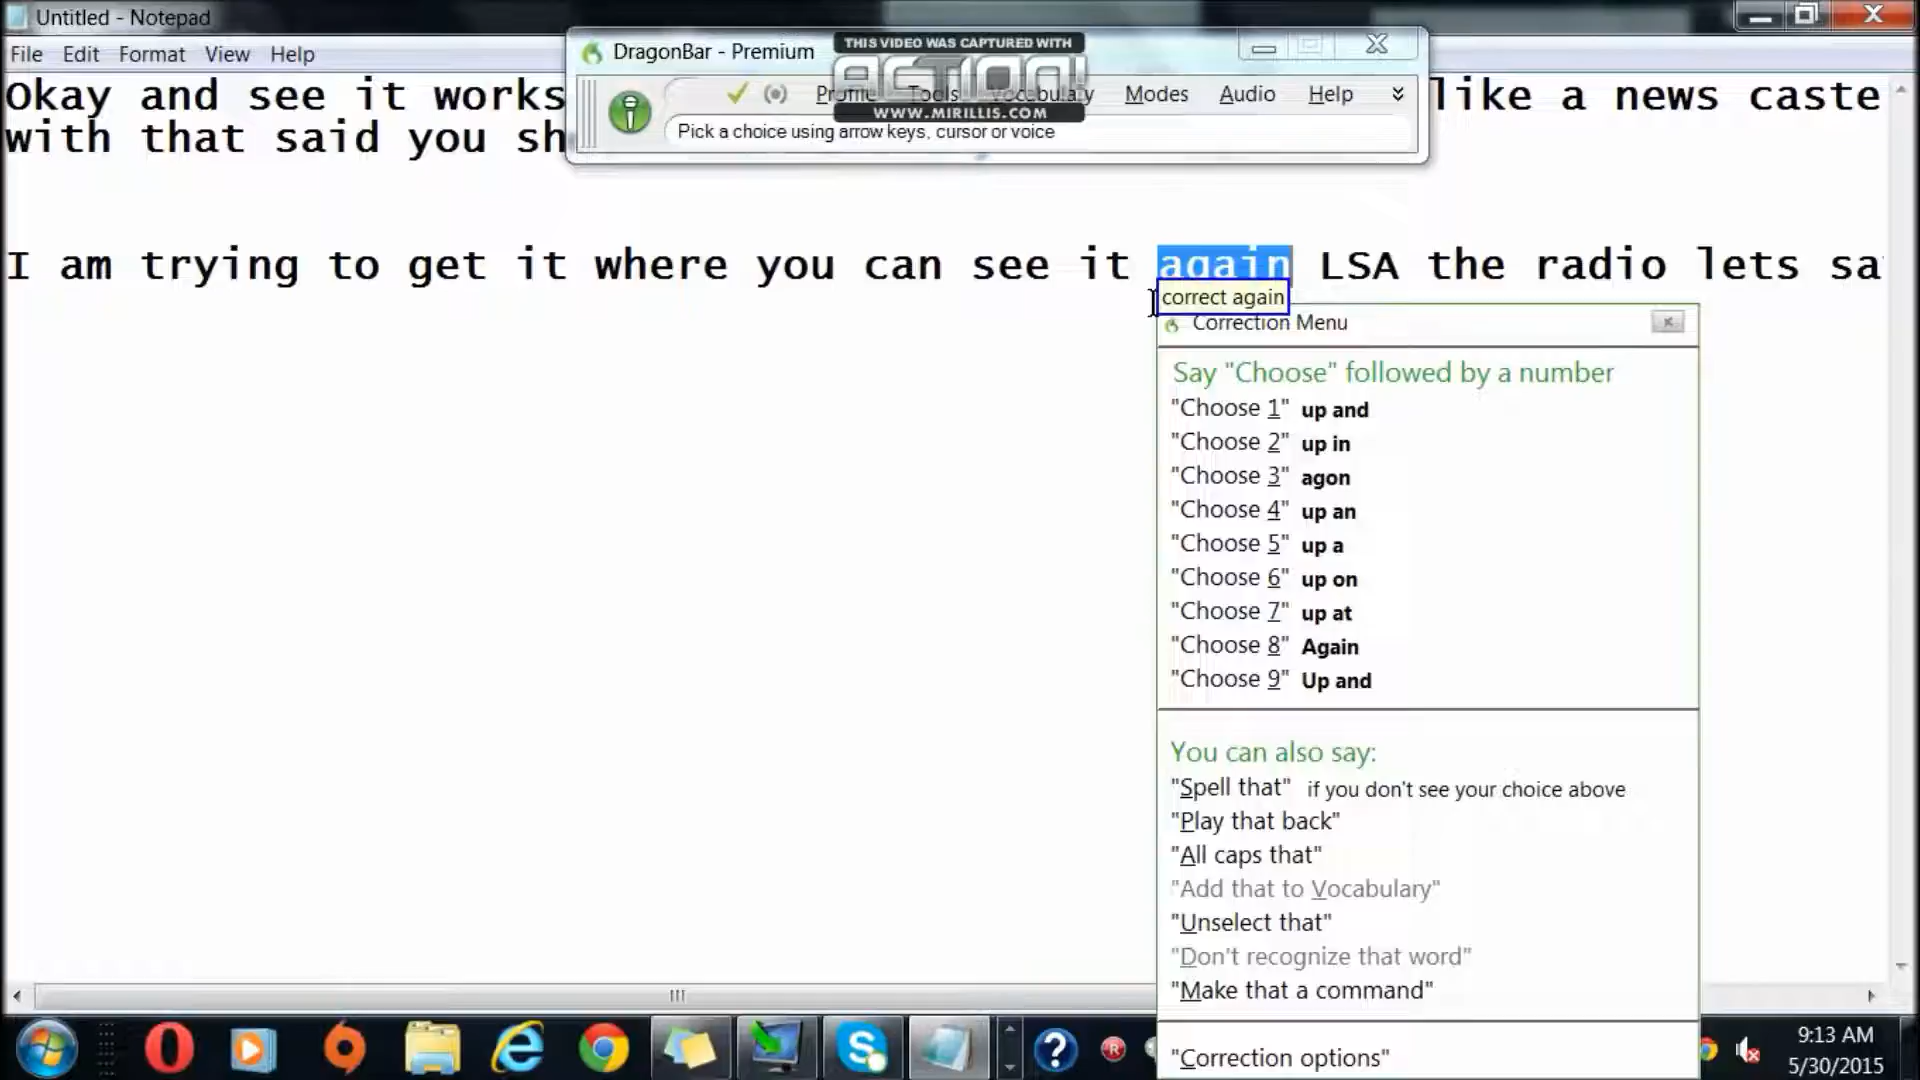 Untitled - Notepad
File Edit Format View Help
DragonBar - Premium
THIS VIDEO WAS CAPTURED WITH
ACTION!
WWW.MIRILLIS.COM
Profile Tools Vocabulary Modes Audio Help
Pick a choice using arrow keys, cursor or voice
Okay and see it works like a news caste
with that said you sh
I am trying to get it where you can see it again LSA the radio lets sa
correct again
Correction Menu
Say "Choose" followed by a number
"Choose 1" up and
"Choose 2" up in
"Choose 3" agon
"Choose 4" up an
"Choose 5" up a
"Choose 6" up on
"Choose 7" up at
"Choose 8" Again
"Choose 9" Up and
You can also say:
"Spell that" if you don't see your choice above
"Play that back"
"All caps that"
"Add that to Vocabulary"
"Unselect that"
"Don't recognize that word"
"Make that a command"
"Correction options"
9:13 AM
5/30/2015